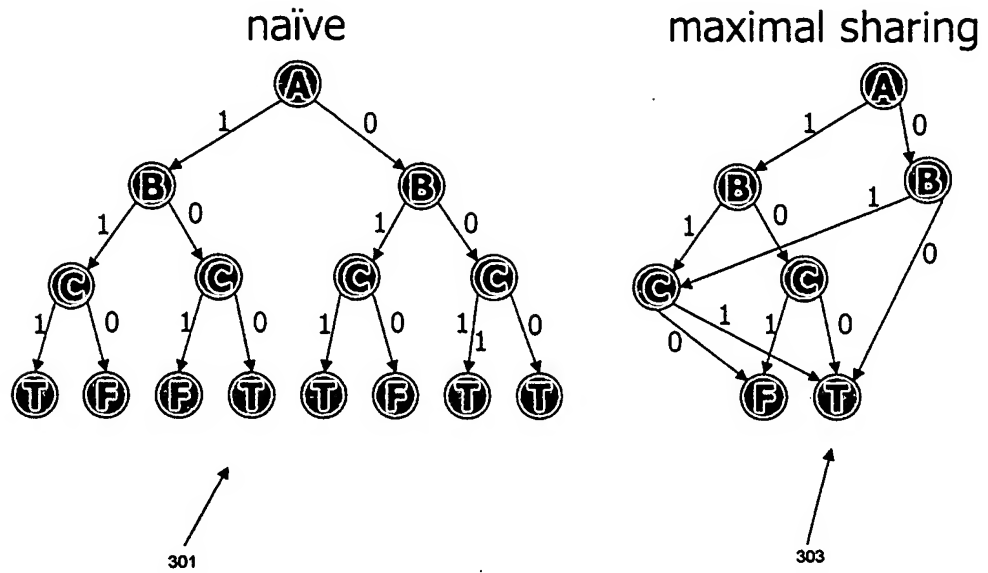 naïve maximal sharing
A A
1 0 1 0
B B B B
1 0 1 0 1 0 1 0
C C C C C C
1 0 1 0 1 0 1 1 0 0 1 1 0
T F F T T F T T F T
301 303